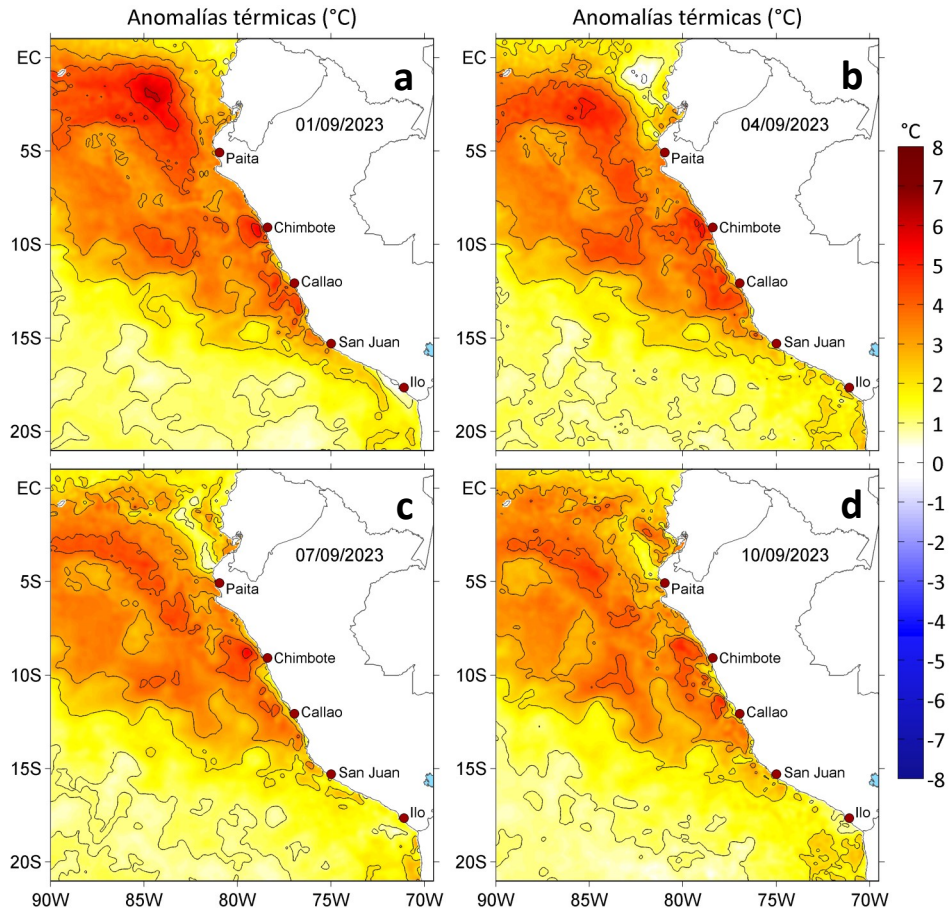 Anomalías térmicas (°C)
Anomalías térmicas (°C)
EC
5S
10S
15S
20S
a
01/09/2023
Paita
Chimbote
Callao
San Juan
Ilo
EC
5S
10S
15S
20S
b
04/09/2023
Paita
Chimbote
Callao
San Juan
Ilo
°C
8
7
6
5
4
3
2
1
0
-1
-2
-3
-4
-5
-6
-7
-8
EC
5S
10S
15S
20S
c
07/09/2023
Paita
Chimbote
Callao
San Juan
Ilo
90W
85W
80W
75W
70W
EC
5S
10S
15S
20S
d
10/09/2023
Paita
Chimbote
Callao
San Juan
Ilo
90W
85W
80W
75W
70W